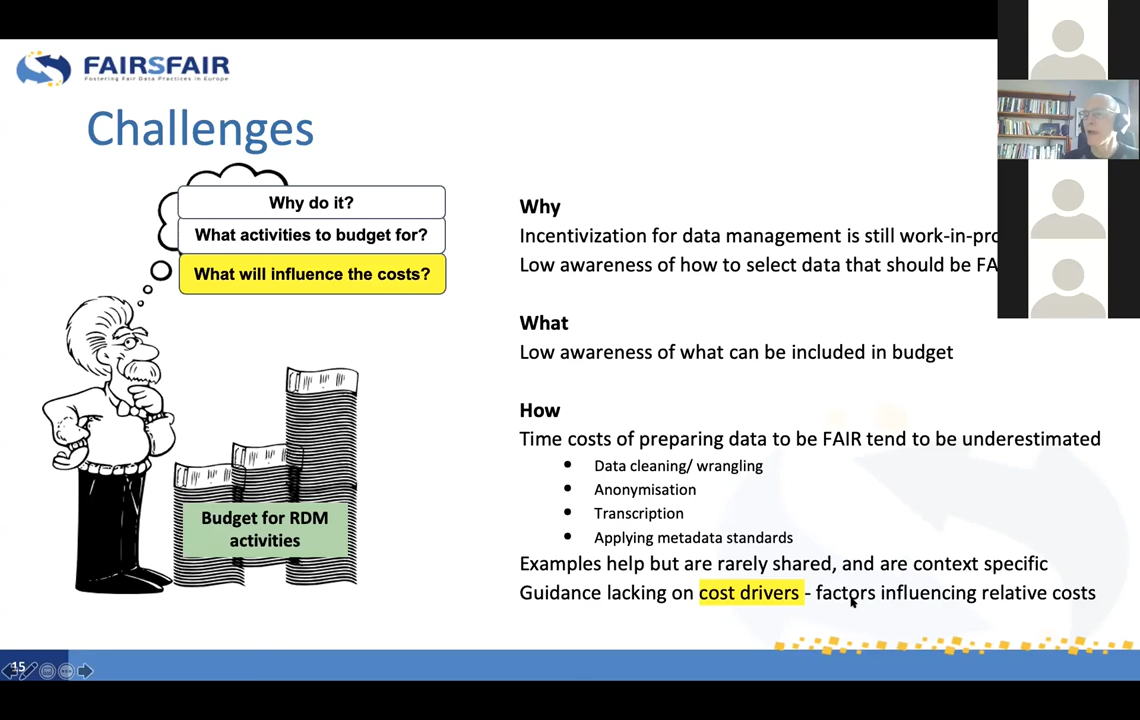 FAIRSFAIR
Fostering Fair Data Practices in Europe
Challenges
Why do it?
What activities to budget for?
What will influence the costs?
Budget for RDM
activities
Why
Incentivization for data management is still work-in-pro
Low awareness of how to select data that should be FA
What
Low awareness of what can be included in budget
How
Time costs of preparing data to be FAIR tend to be underestimated
• Data cleaning/ wrangling
• Anonymisation
• Transcription
• Applying metadata standards
Examples help but are rarely shared, and are context specific
Guidance lacking on cost drivers - factors influencing relative costs
15